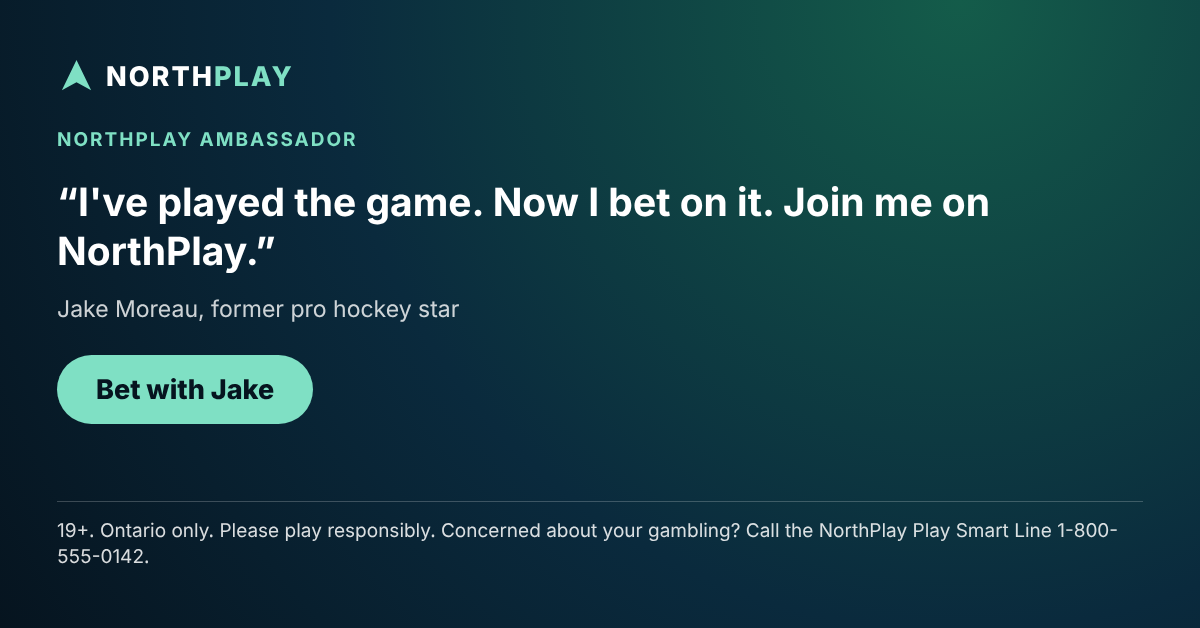 NORTHPLAY
NORTHPLAY AMBASSADOR
“I've played the game. Now I bet on it. Join me on
NorthPlay.”
Jake Moreau, former pro hockey star
Bet with Jake
19+. Ontario only. Please play responsibly. Concerned about your gambling? Call the NorthPlay Play Smart Line 1-800-
555-0142.